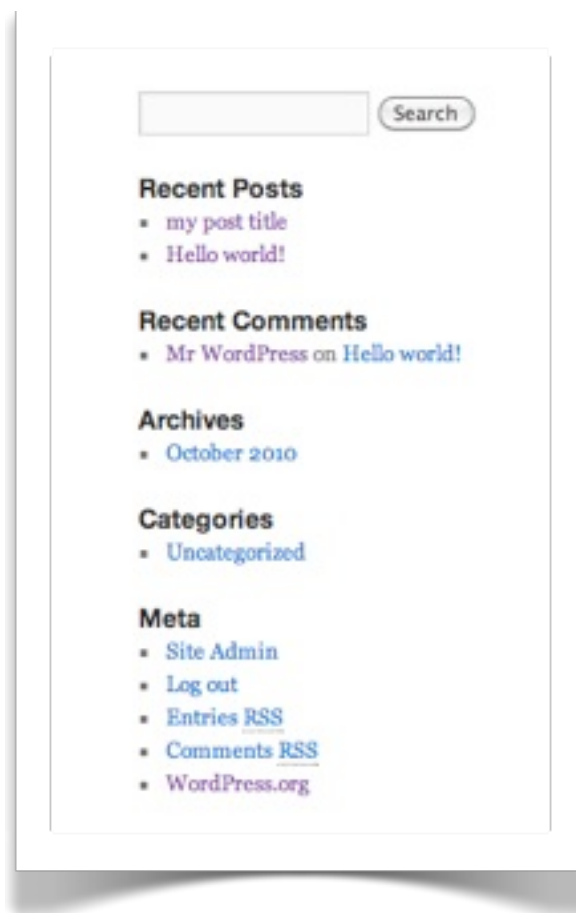 Search
Recent Posts
my post title
Hello world!
Recent Comments
Mr WordPress on Hello world!
Archives
October 2010
Categories
Uncategorized
Meta
Site Admin
Log out
Entries RSS
Comments RSS
WordPress.org